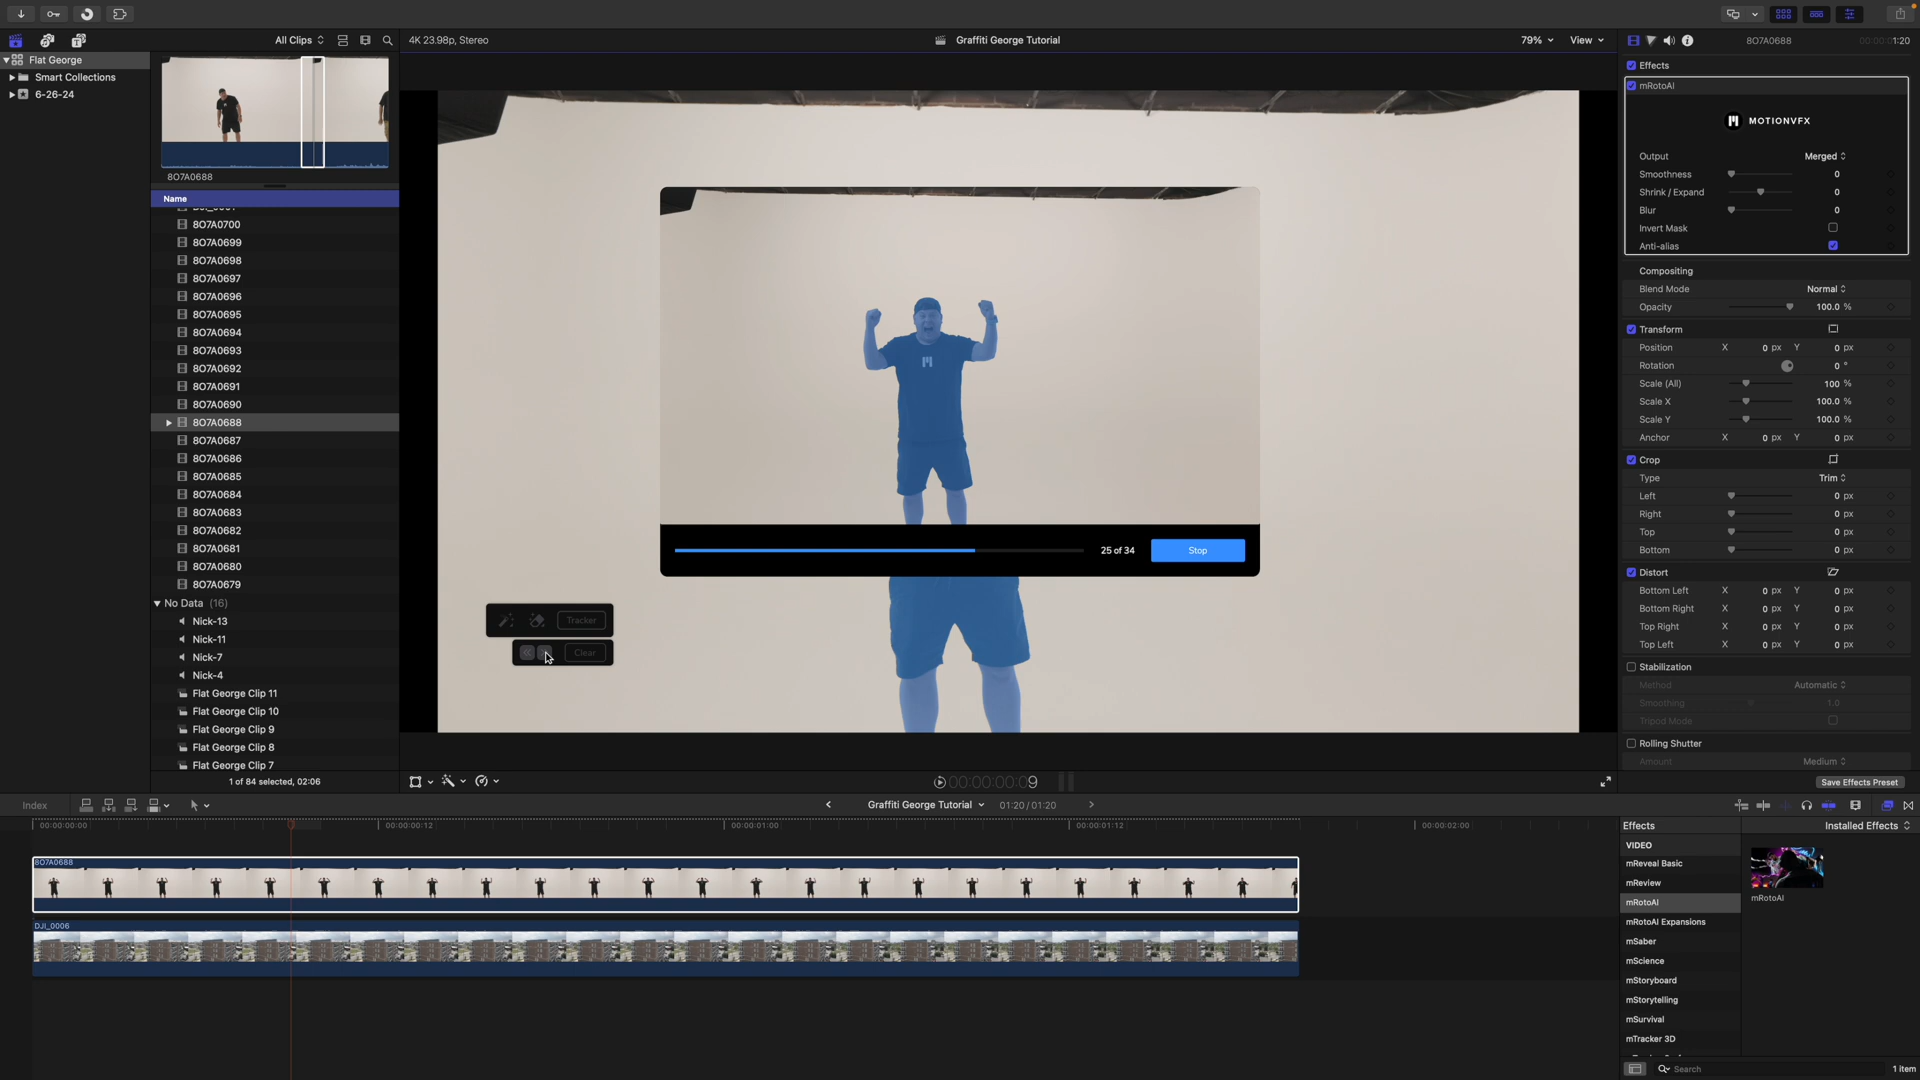 All Clips
4K 23.98p, Stereo
Graffiti George Tutorial
79%
View
8O7A0688
00:00:01:20
Flat George
Smart Collections
6-26-24
8O7A0688
Name
8O7A0700
8O7A0699
8O7A0698
8O7A0697
8O7A0696
8O7A0695
8O7A0694
8O7A0693
8O7A0692
8O7A0691
8O7A0690
8O7A0688
8O7A0687
8O7A0686
8O7A0685
8O7A0684
8O7A0683
8O7A0682
8O7A0681
8O7A0680
8O7A0679
No Data (16)
Nick-13
Nick-11
Nick-7
Nick-4
Flat George Clip 11
Flat George Clip 10
Flat George Clip 9
Flat George Clip 8
Flat George Clip 7
1 of 84 selected, 02:06
25 of 34
Stop
Tracker
Clear
00:00:00:09
Effects
mRotoAI
MOTIONVFX
Output Merged
Smoothness 0
Shrink / Expand 0
Blur 0
Invert Mask
Anti-alias
Compositing
Blend Mode Normal
Opacity 100.0 %
Transform
Position X 0 px Y 0 px
Rotation 0 °
Scale (All) 100 %
Scale X 100.0 %
Scale Y 100.0 %
Anchor X 0 px Y 0 px
Crop
Type Trim
Left 0 px
Right 0 px
Top 0 px
Bottom 0 px
Distort
Bottom Left X 0 px Y 0 px
Bottom Right X 0 px Y 0 px
Top Right X 0 px Y 0 px
Top Left X 0 px Y 0 px
Stabilization
Method Automatic
Smoothing 1.0
Tripod Mode
Rolling Shutter
Amount Medium
Save Effects Preset
Index
Graffiti George Tutorial
01:20 / 01:20
00:00:00:00
00:00:00:12
00:00:01:00
00:00:01:12
00:00:02:00
8O7A0688
DJI_0006
Effects
Installed Effects
VIDEO
mReveal Basic
mReview
mRotoAI
mRotoAI Expansions
mSaber
mScience
mStoryboard
mStorytelling
mSurvival
mTracker 3D
mRotoAI
Search
1 item